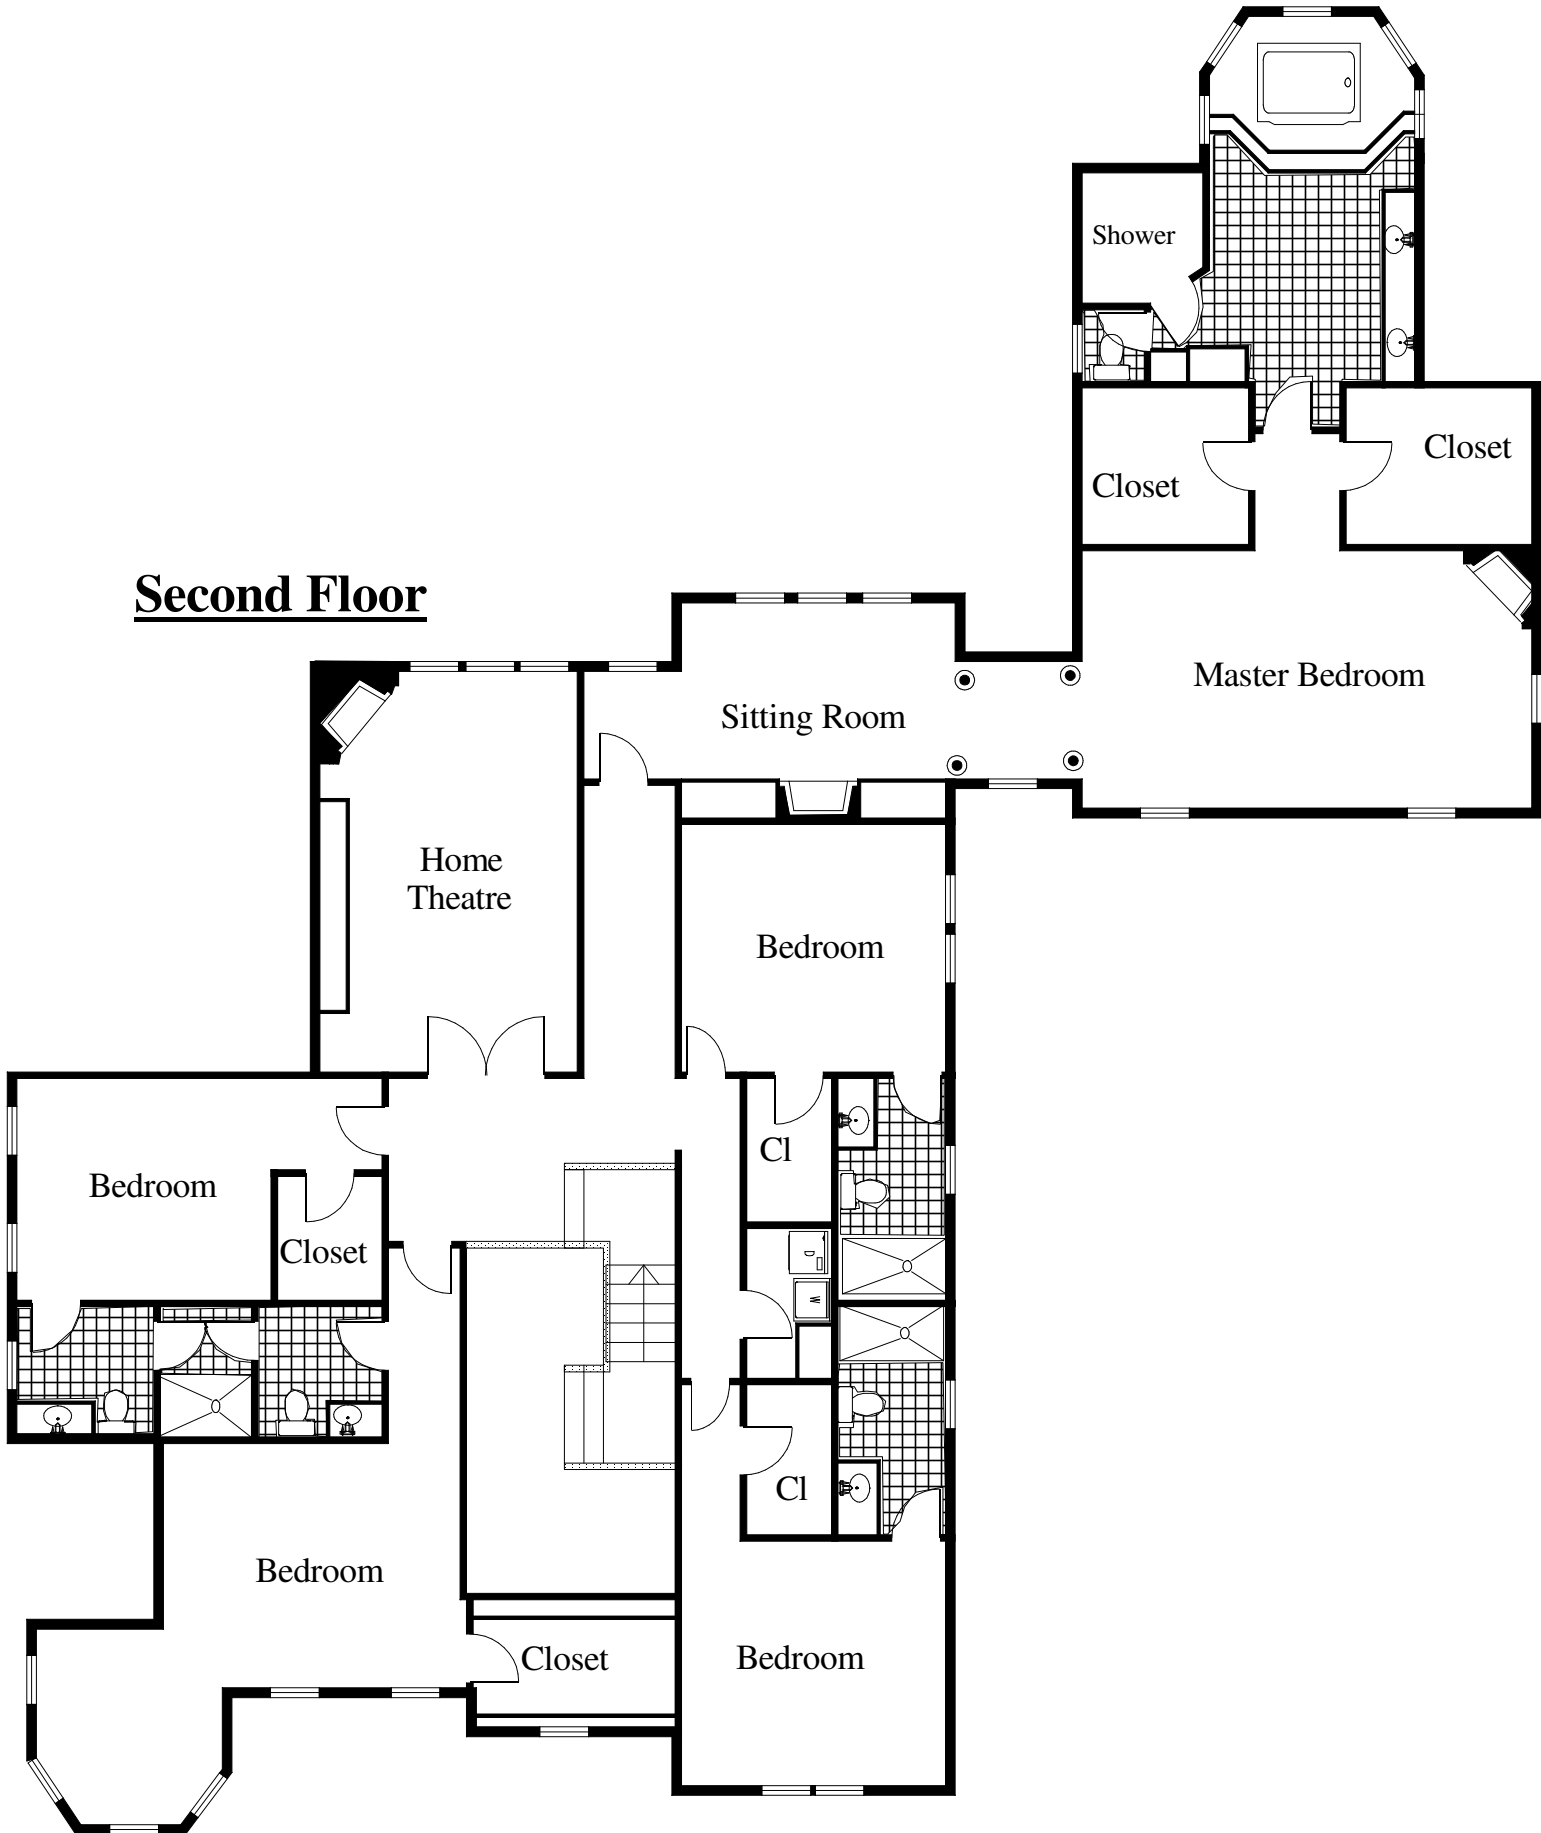 Shower
Closet
Closet
Second Floor
Master Bedroom
Sitting Room
Home
Theatre
Bedroom
Cl
Bedroom
Closet
D
W
Cl
Bedroom
Closet
Bedroom